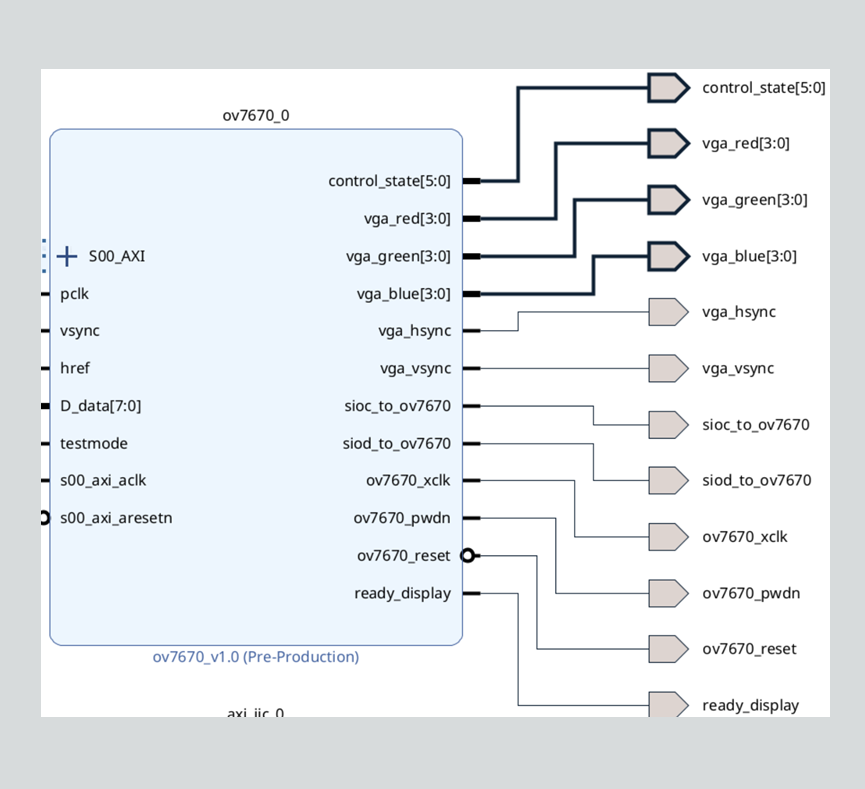 ov7670_0
control_state[5:0]
vga_red[3:0]
vga_green[3:0]
vga_blue[3:0]
vga_hsync
vga_vsync
sioc_to_ov7670
siod_to_ov7670
ov7670_xclk
ov7670_pwdn
ov7670_reset
ready_display
S00_AXI
pclk
vsync
href
D_data[7:0]
testmode
s00_axi_aclk
s00_axi_aresetn
control_state[5:0]
vga_red[3:0]
vga_green[3:0]
vga_blue[3:0]
vga_hsync
vga_vsync
sioc_to_ov7670
siod_to_ov7670
ov7670_xclk
ov7670_pwdn
ov7670_reset
ready_display
ov7670_v1.0 (Pre-Production)
axi_iic_0